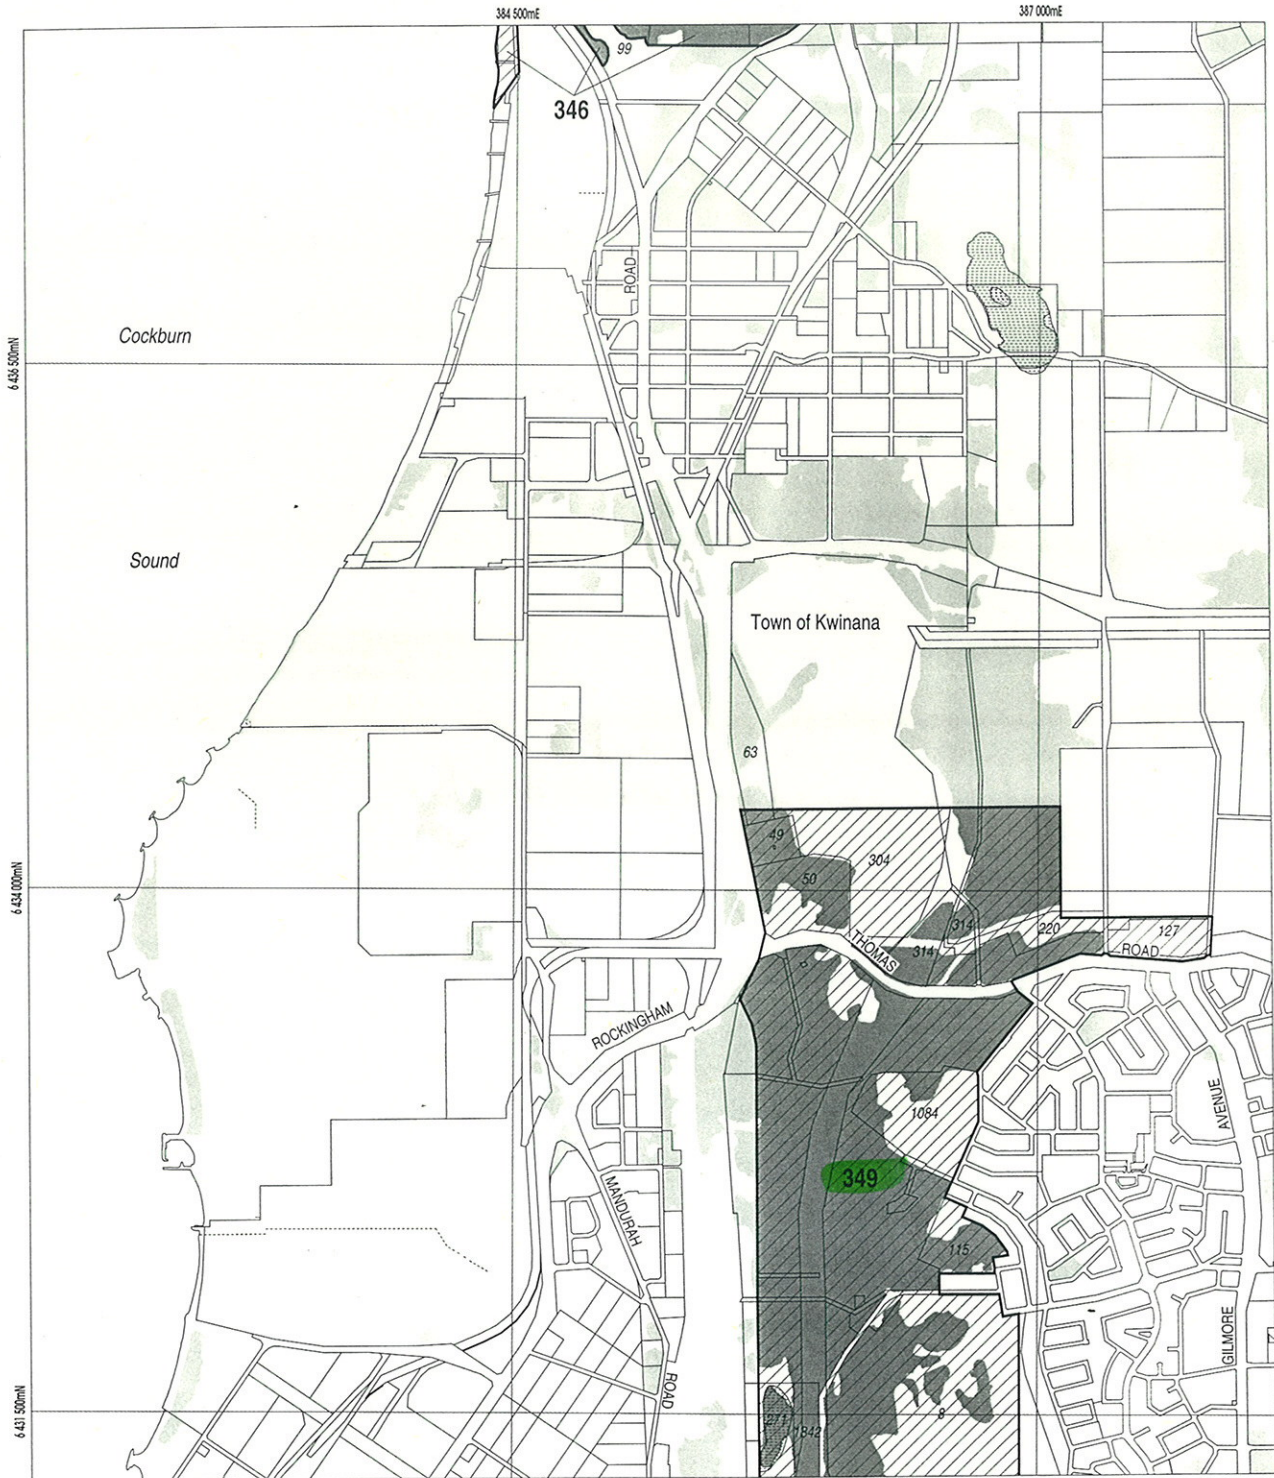 384 500mE
387 000mE
99
346
ROAD
Cockburn
6 436 500mN
Sound
Town of Kwinana
63
49
304
50
6 434 000mN
314
220
127
THOMAS
314
ROAD
ROCKINGHAM
1084
AVENUE
349
MANDURAH
115
GILMORE
ROAD
8
271
1842
6 431 500mN